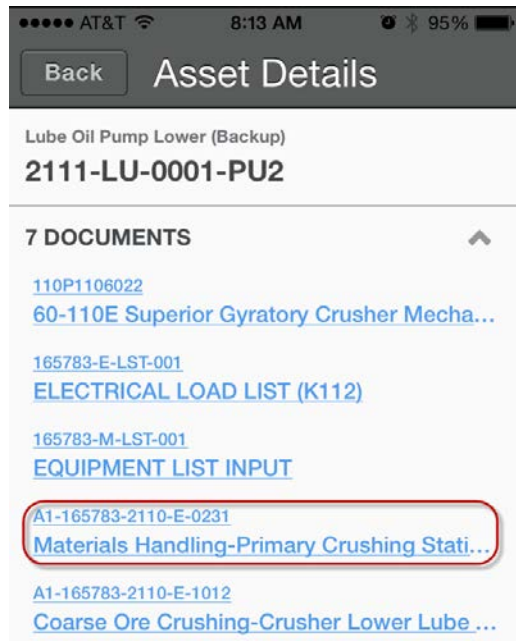 AT&T 8:13 AM 95%
Back Asset Details
Lube Oil Pump Lower (Backup)
2111-LU-0001-PU2
7 DOCUMENTS
110P1106022
60-110E Superior Gyratory Crusher Mecha...
165783-E-LST-001
ELECTRICAL LOAD LIST (K112)
165783-M-LST-001
EQUIPMENT LIST INPUT
A1-165783-2110-E-0231
Materials Handling-Primary Crushing Stati...
A1-165783-2110-E-1012
Coarse Ore Crushing-Crusher Lower Lube ...